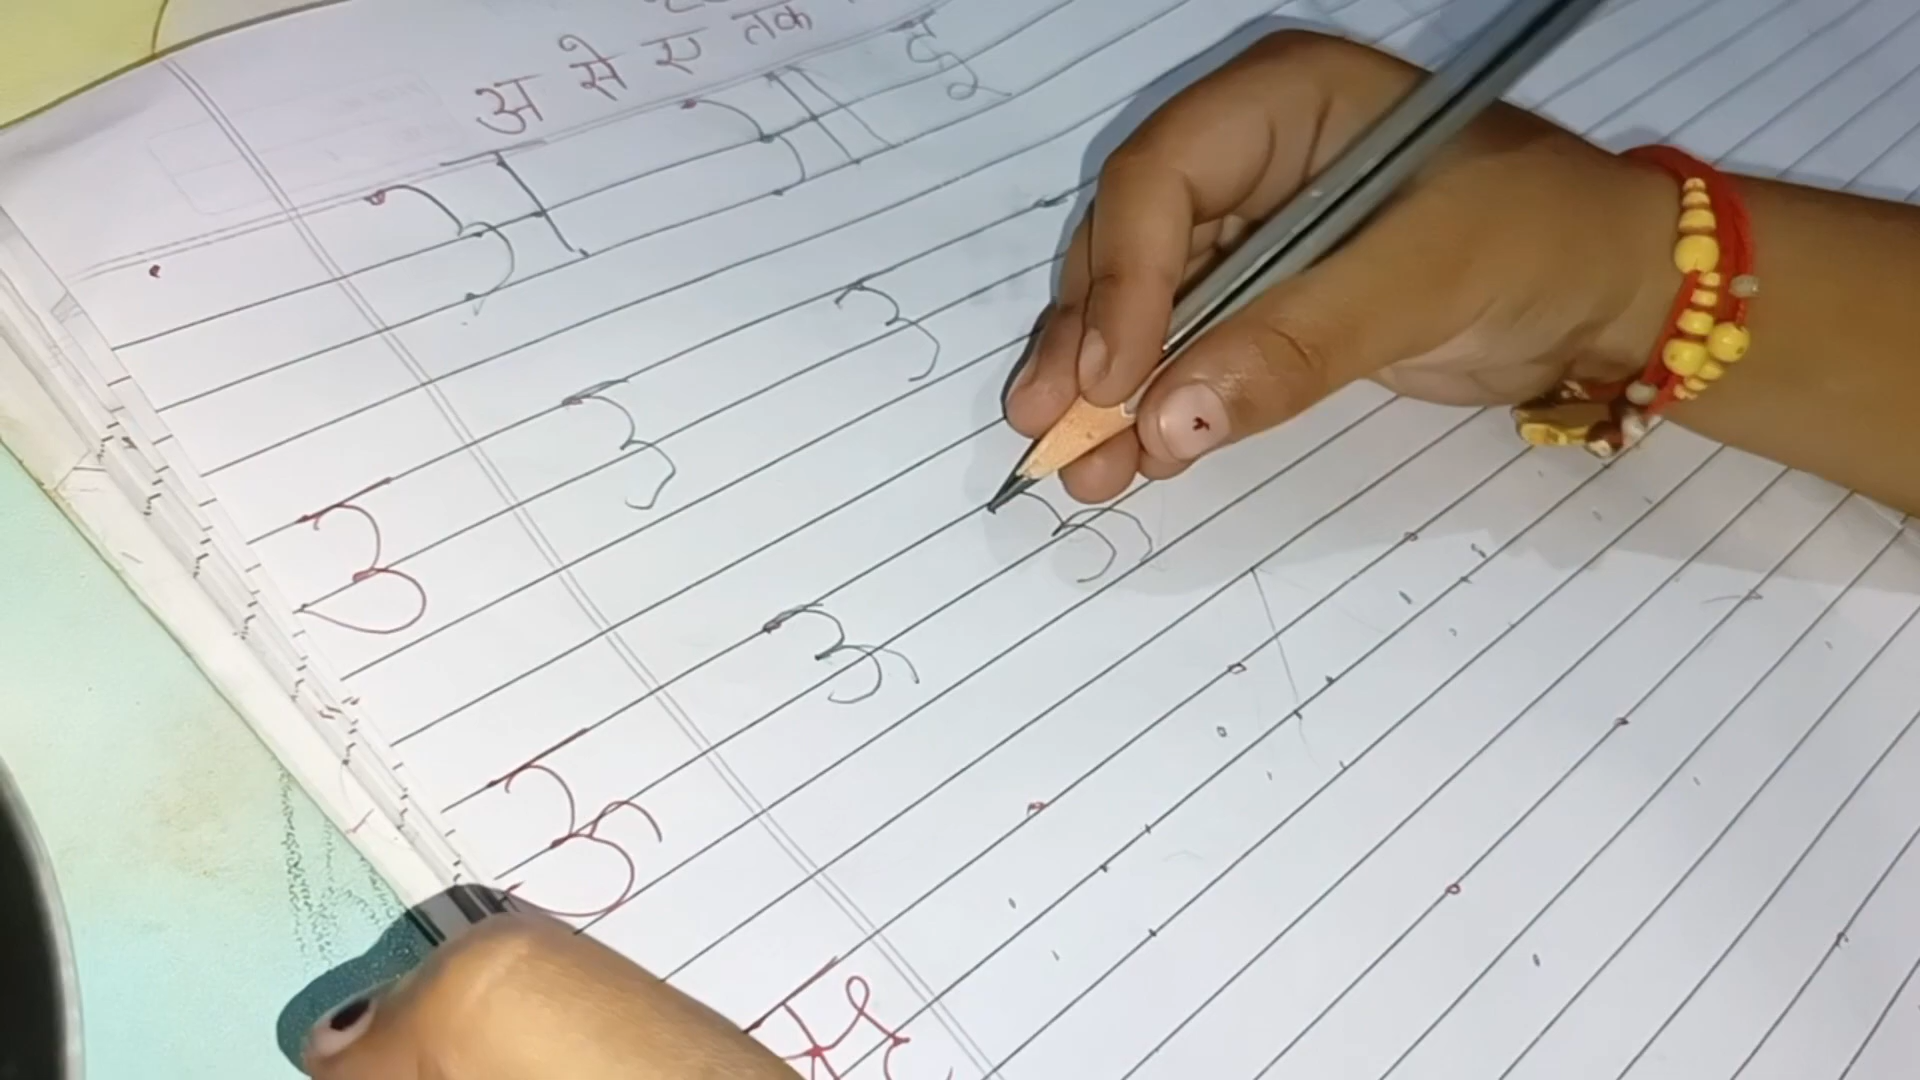 अ से ए तक
अ आ इ
उ उ उ
ऊ ऊ ऊ
ऋ